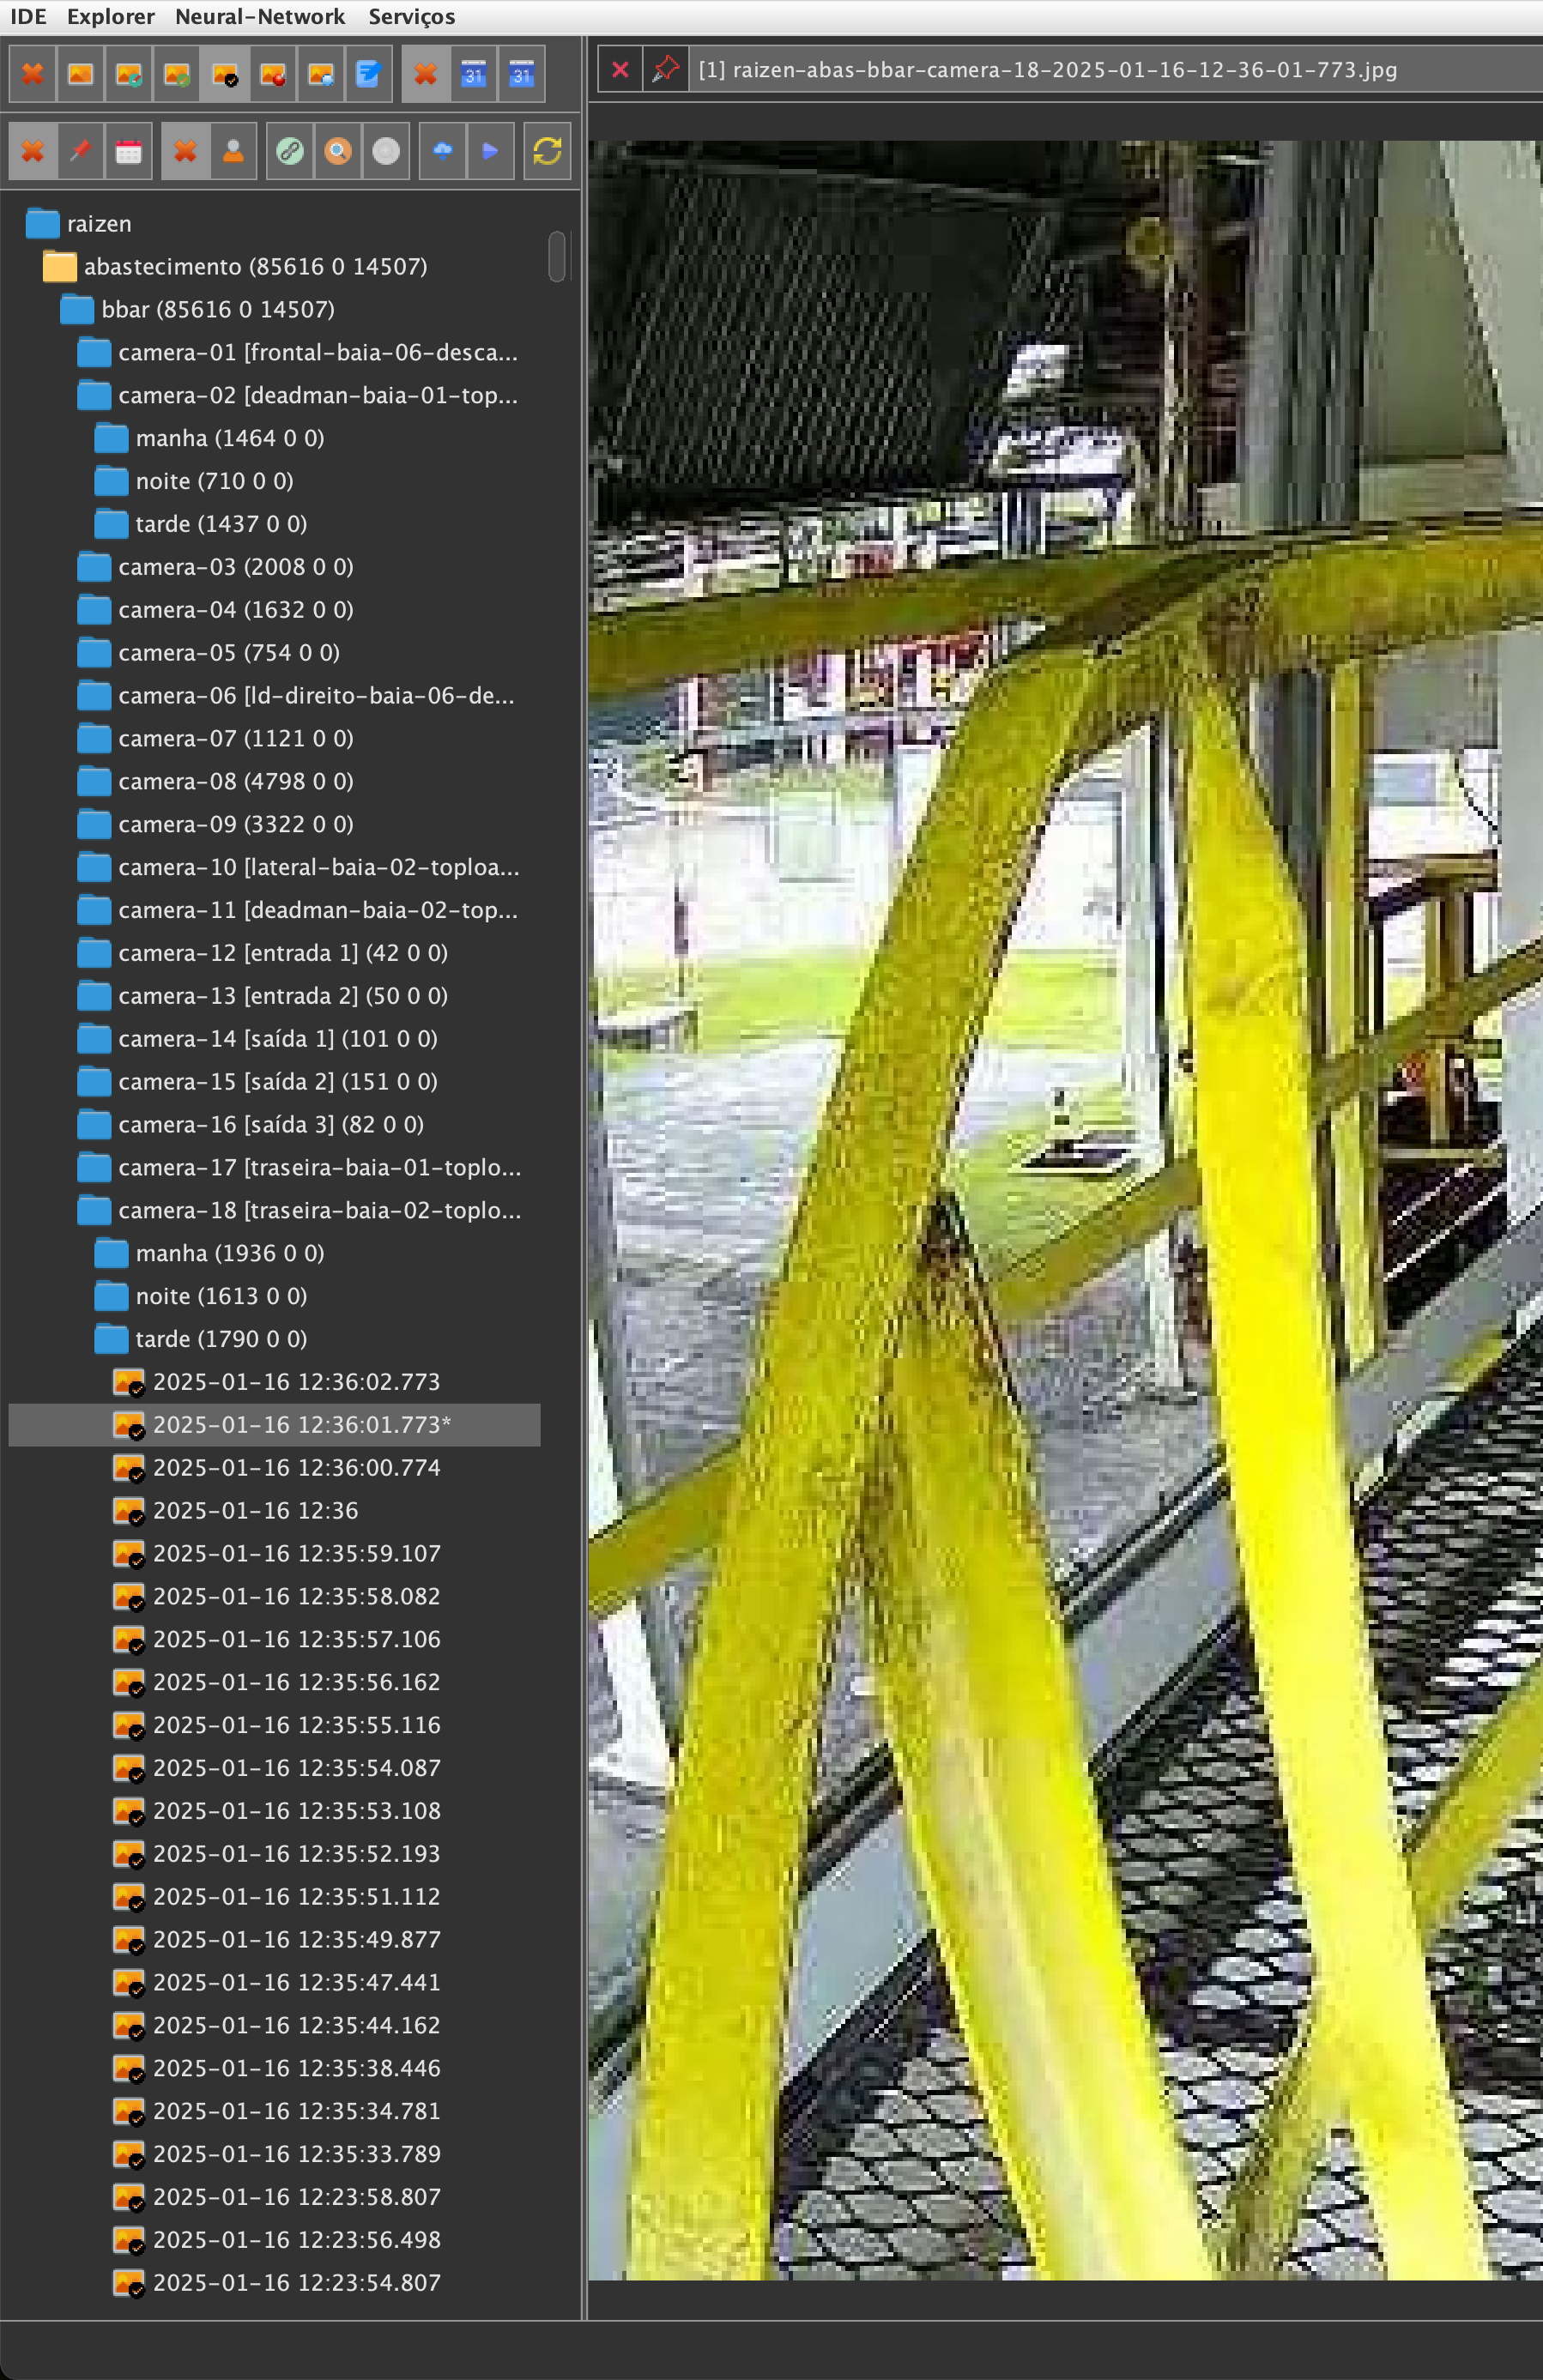 IDE Explorer Neural-Network Serviços
31 31
[1] raizen-abas-bbar-camera-18-2025-01-16-12-36-01-773.jpg
raizen
abastecimento (85616 0 14507)
bbar (85616 0 14507)
camera-01 [frontal-baia-06-desca...
camera-02 [deadman-baia-01-top...
manha (1464 0 0)
noite (710 0 0)
tarde (1437 0 0)
camera-03 (2008 0 0)
camera-04 (1632 0 0)
camera-05 (754 0 0)
camera-06 [ld-direito-baia-06-de...
camera-07 (1121 0 0)
camera-08 (4798 0 0)
camera-09 (3322 0 0)
camera-10 [lateral-baia-02-toploa...
camera-11 [deadman-baia-02-top...
camera-12 [entrada 1] (42 0 0)
camera-13 [entrada 2] (50 0 0)
camera-14 [saída 1] (101 0 0)
camera-15 [saída 2] (151 0 0)
camera-16 [saída 3] (82 0 0)
camera-17 [traseira-baia-01-toplo...
camera-18 [traseira-baia-02-toplo...
manha (1936 0 0)
noite (1613 0 0)
tarde (1790 0 0)
2025-01-16 12:36:02.773
2025-01-16 12:36:01.773*
2025-01-16 12:36:00.774
2025-01-16 12:36
2025-01-16 12:35:59.107
2025-01-16 12:35:58.082
2025-01-16 12:35:57.106
2025-01-16 12:35:56.162
2025-01-16 12:35:55.116
2025-01-16 12:35:54.087
2025-01-16 12:35:53.108
2025-01-16 12:35:52.193
2025-01-16 12:35:51.112
2025-01-16 12:35:49.877
2025-01-16 12:35:47.441
2025-01-16 12:35:44.162
2025-01-16 12:35:38.446
2025-01-16 12:35:34.781
2025-01-16 12:35:33.789
2025-01-16 12:23:58.807
2025-01-16 12:23:56.498
2025-01-16 12:23:54.807